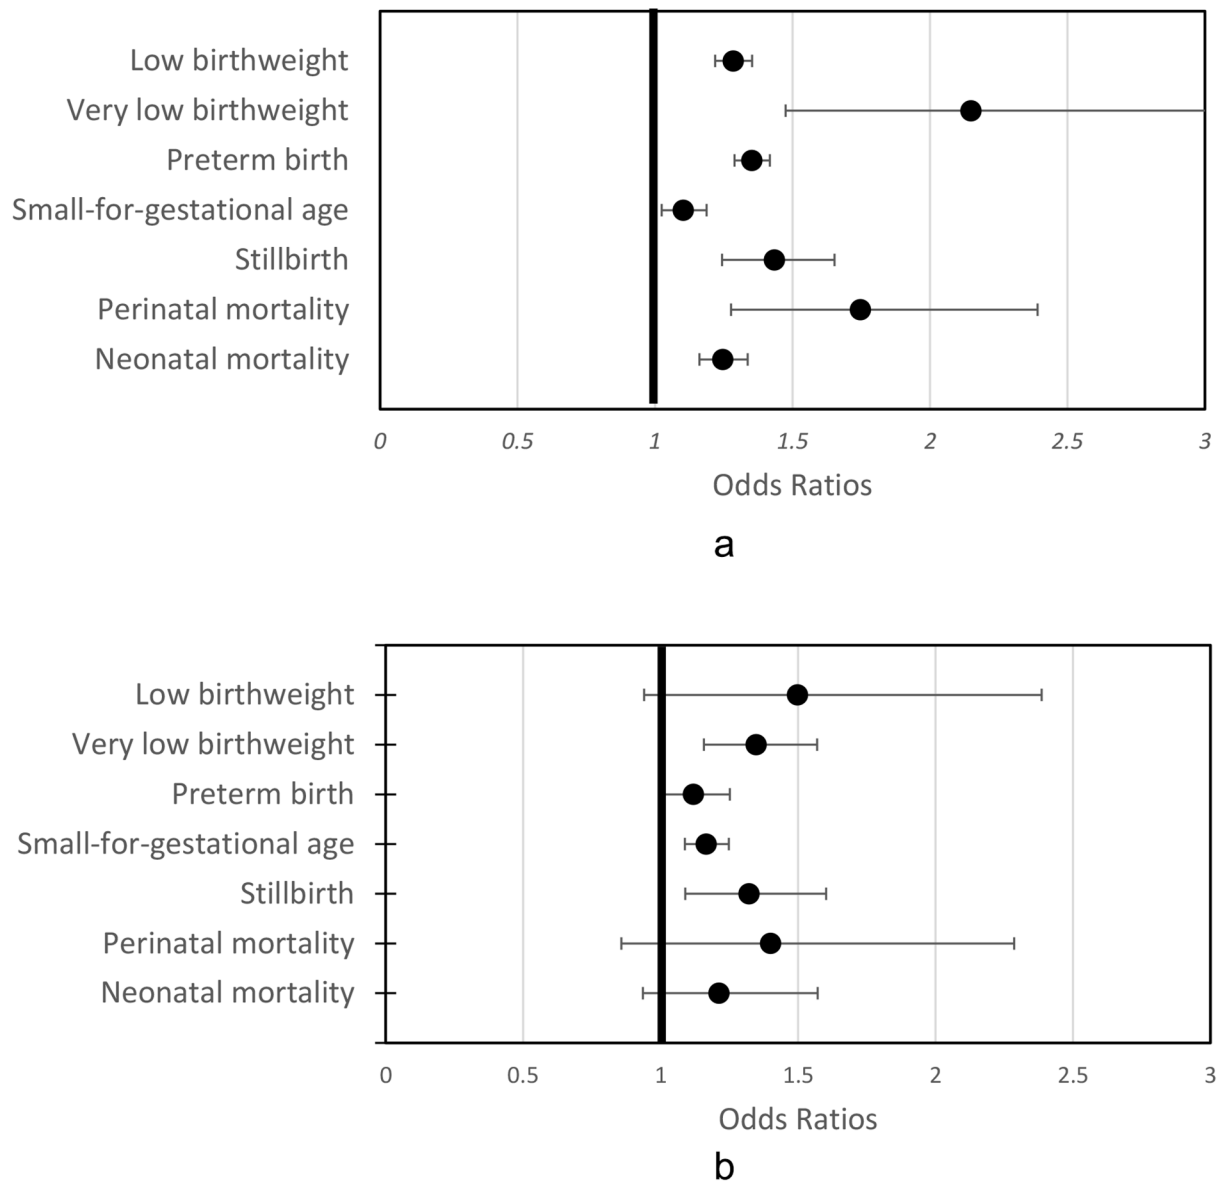 Low birthweight
Very low birthweight
Preterm birth
Small-for-gestational age
Stillbirth
Perinatal mortality
Neonatal mortality
0 0.5 1 1.5 2 2.5 3
Odds Ratios
a
Low birthweight
Very low birthweight
Preterm birth
Small-for-gestational age
Stillbirth
Perinatal mortality
Neonatal mortality
0 0.5 1 1.5 2 2.5 3
Odds Ratios
b